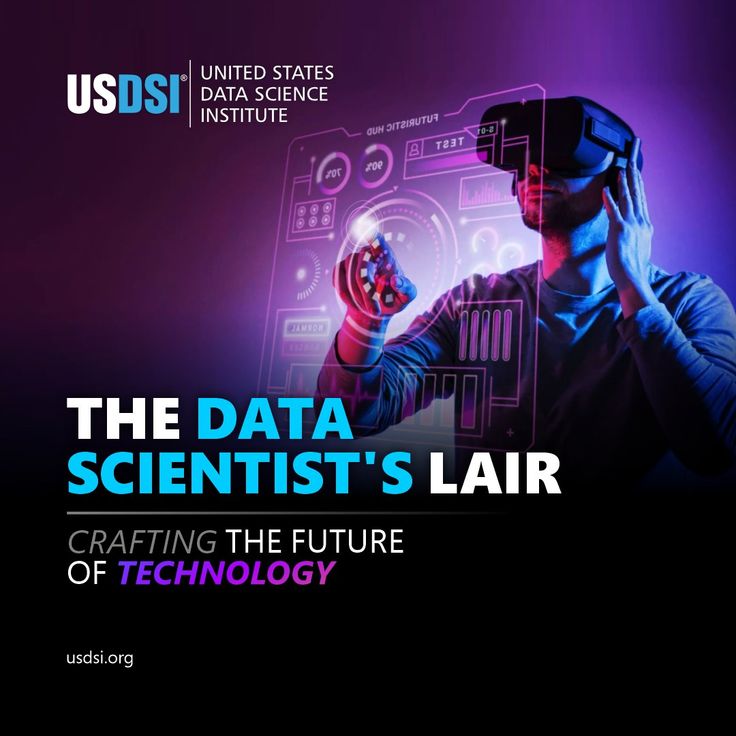 USDSI®
UNITED STATES
DATA SCIENCE
INSTITUTE
FUTURISTIC HUD
S-01
TEST
70%
90%
NORMAL
THE DATA
SCIENTIST'S LAIR
CRAFTING THE FUTURE
OF TECHNOLOGY
usdsi.org